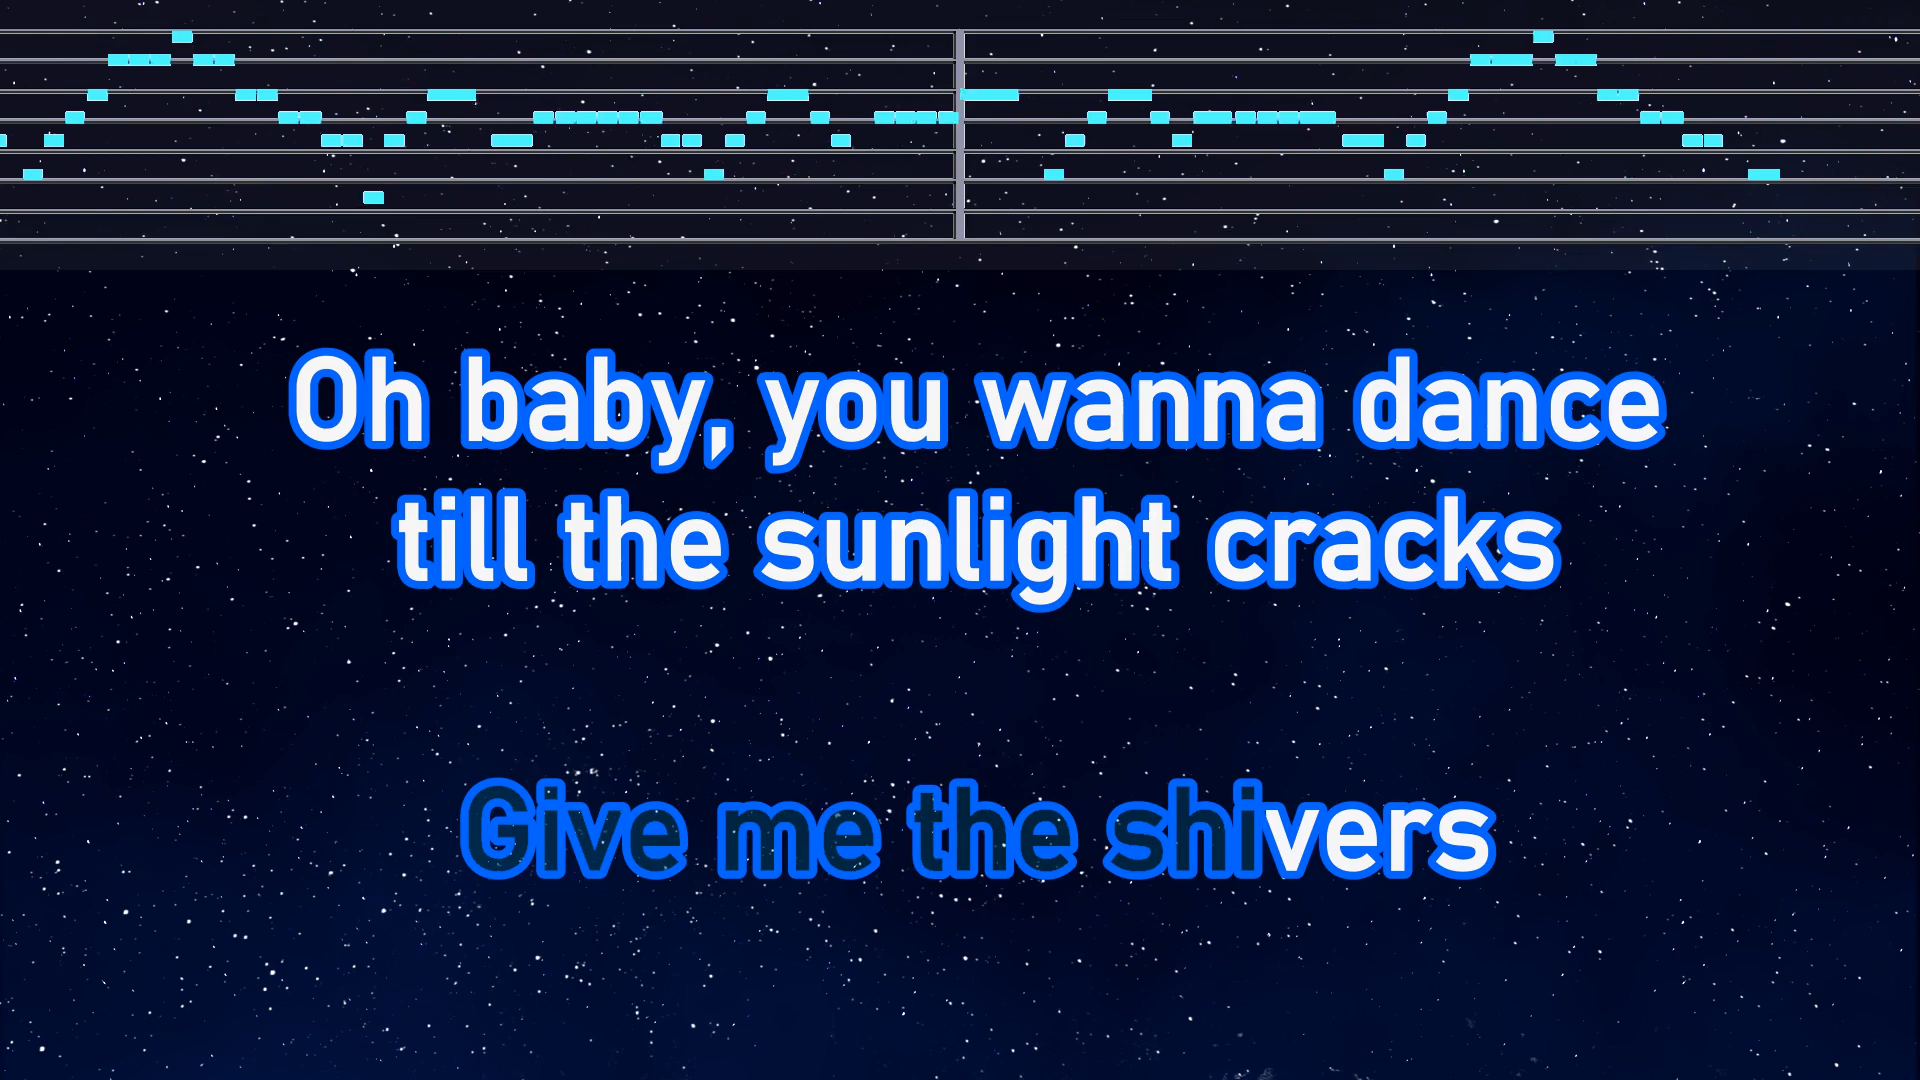 Oh baby, you wanna dance
till the sunlight cracks
Give me the shivers